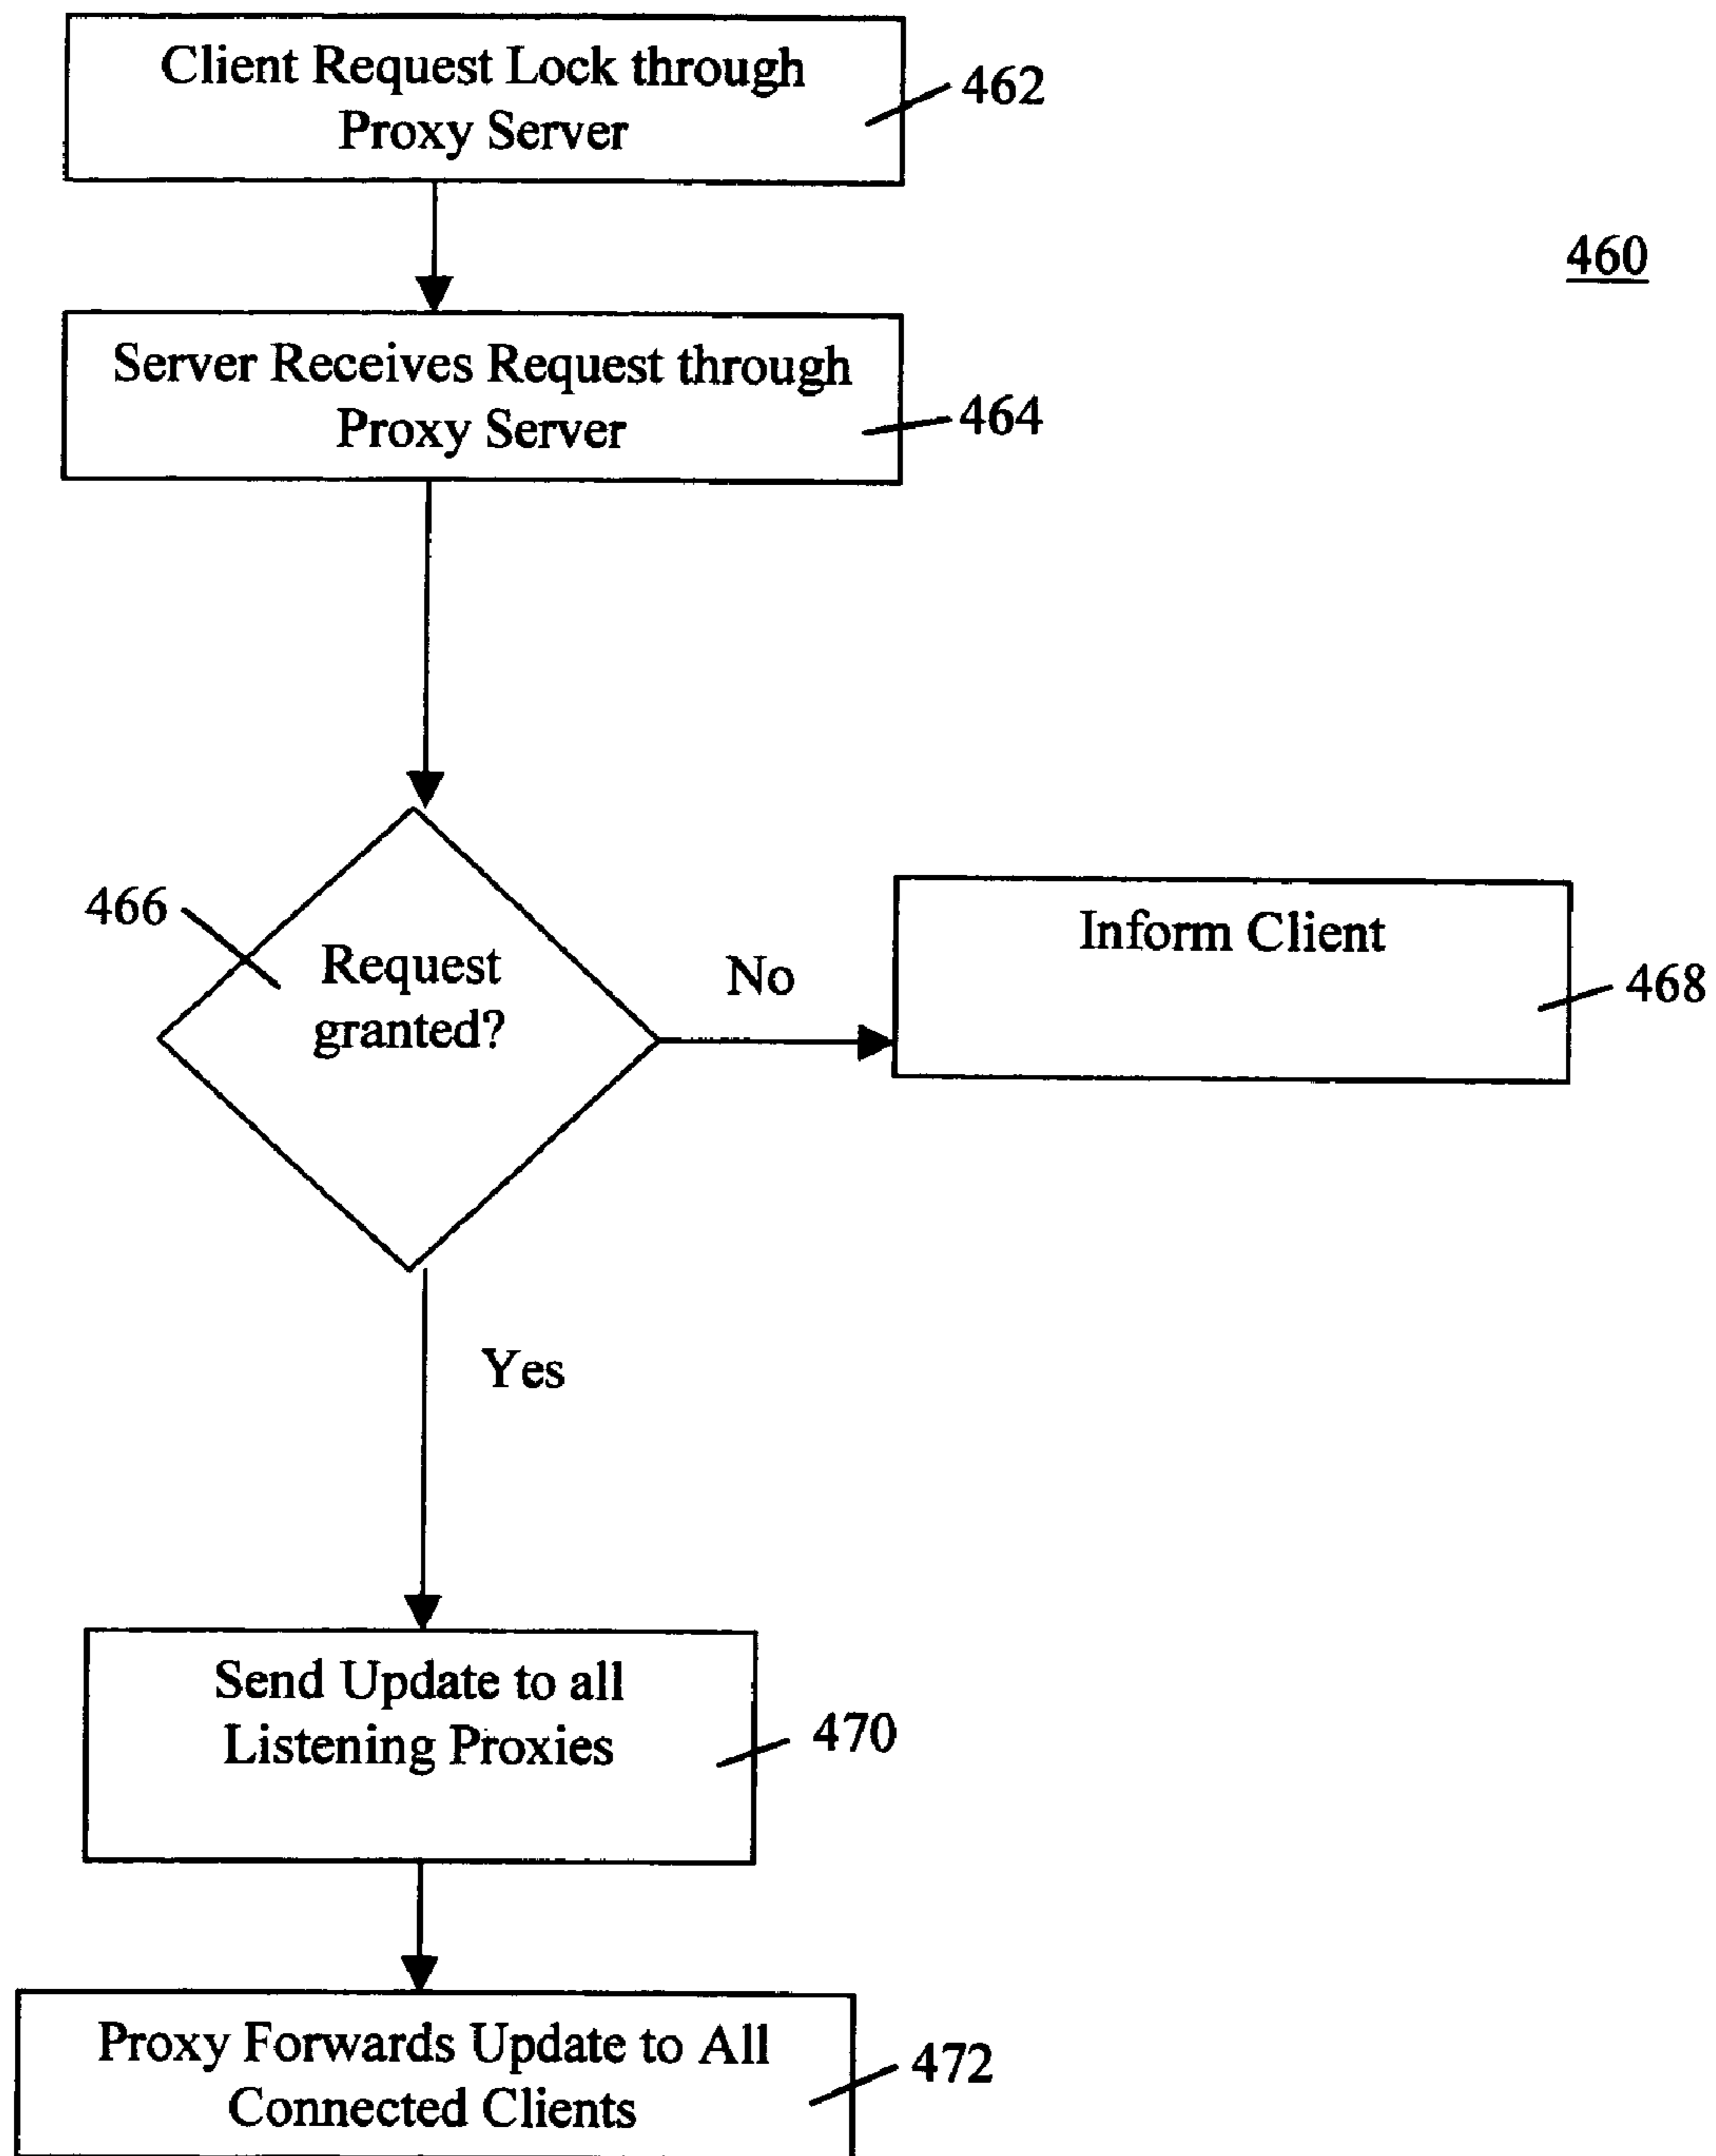 Client Request Lock through
Proxy Server
462
460
Server Receives Request through
Proxy Server
464
466
Request
granted?
No
Inform Client
468
Yes
Send Update to all
Listening Proxies
470
Proxy Forwards Update to All
Connected Clients
472